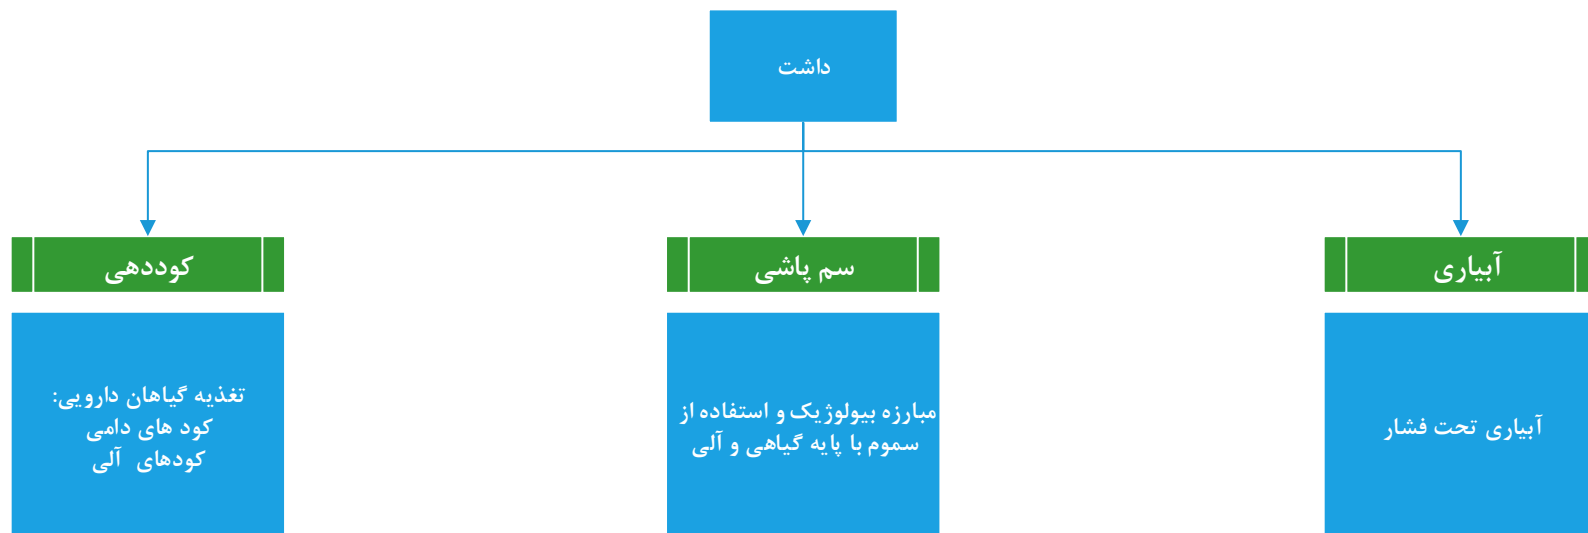 داشت
آبیاری
سم پاشی
کوددهی
آبیاری تحت فشار
مبارزه بیولوژیک و استفاده از
سموم با پایه گیاهی و آلی
تغذیه گیاهان دارویی:
کود های دامی
کودهای آلی